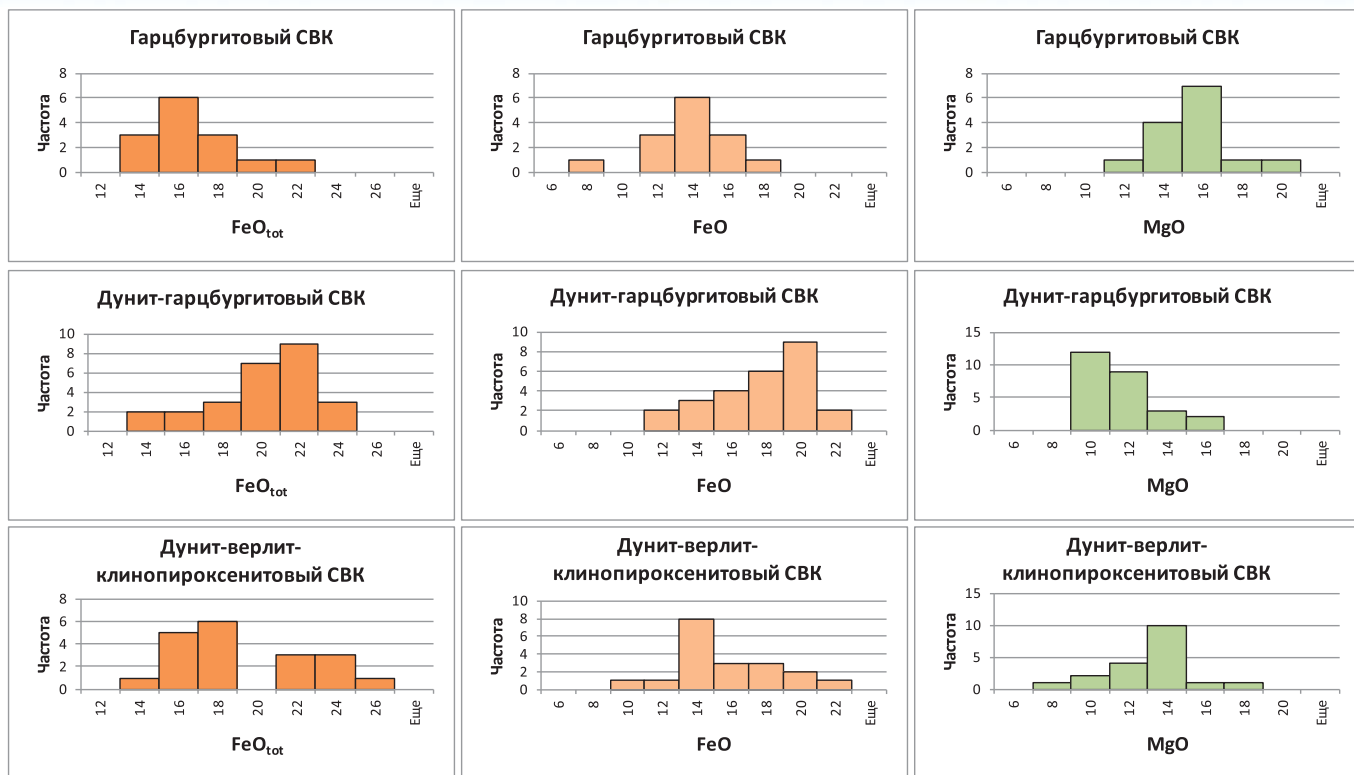 Гарцбургитовый СВК
Частота
8
6
4
2
0
12 14 16 18 20 22 24 26 Еще
FeOtot
Гарцбургитовый СВК
Частота
8
6
4
2
0
6 8 10 12 14 16 18 20 22 Еще
FeO
Гарцбургитовый СВК
Частота
8
6
4
2
0
6 8 10 12 14 16 18 20 Еще
MgO
Дунит-гарцбургитовый СВК
Частота
10
8
6
4
2
0
12 14 16 18 20 22 24 26 Еще
FeOtot
Дунит-гарцбургитовый СВК
Частота
10
8
6
4
2
0
6 8 10 12 14 16 18 20 22 Еще
FeO
Дунит-гарцбургитовый СВК
Частота
15
10
5
0
6 8 10 12 14 16 18 20 Еще
MgO
Дунит-верлит-
клинопироксенитовый СВК
Частота
8
6
4
2
0
12 14 16 18 20 22 24 26 Еще
FeOtot
Дунит-верлит-
клинопироксенитовый СВК
Частота
10
8
6
4
2
0
6 8 10 12 14 16 18 20 22 Еще
FeO
Дунит-верлит-
клинопироксенитовый СВК
Частота
15
10
5
0
6 8 10 12 14 16 18 20 Еще
MgO